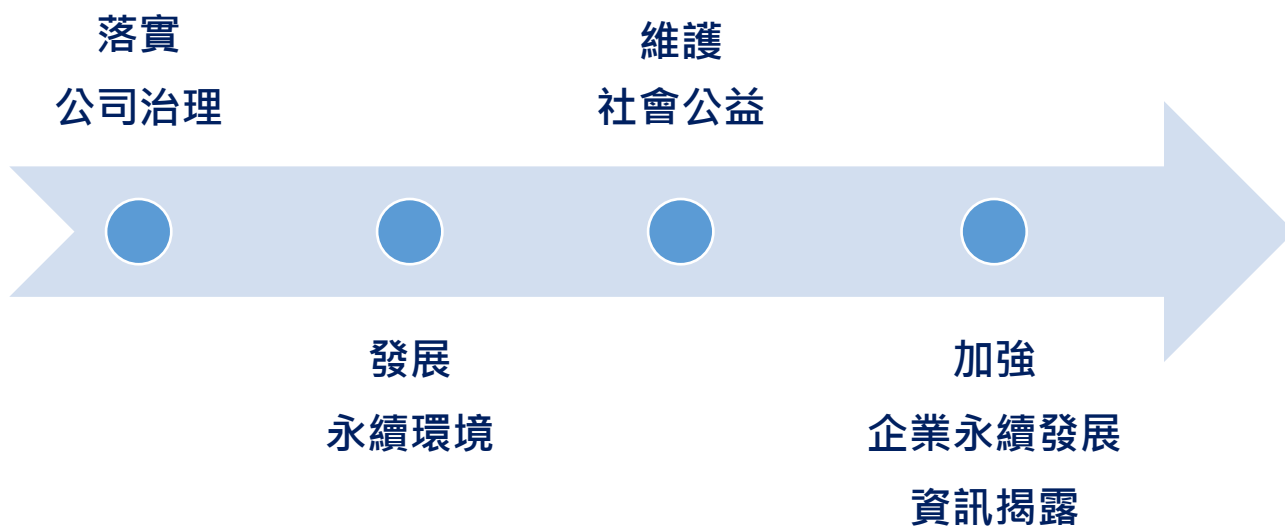 落實
公司治理
發展
永續環境
維護
社會公益
加強
企業永續發展
資訊揭露